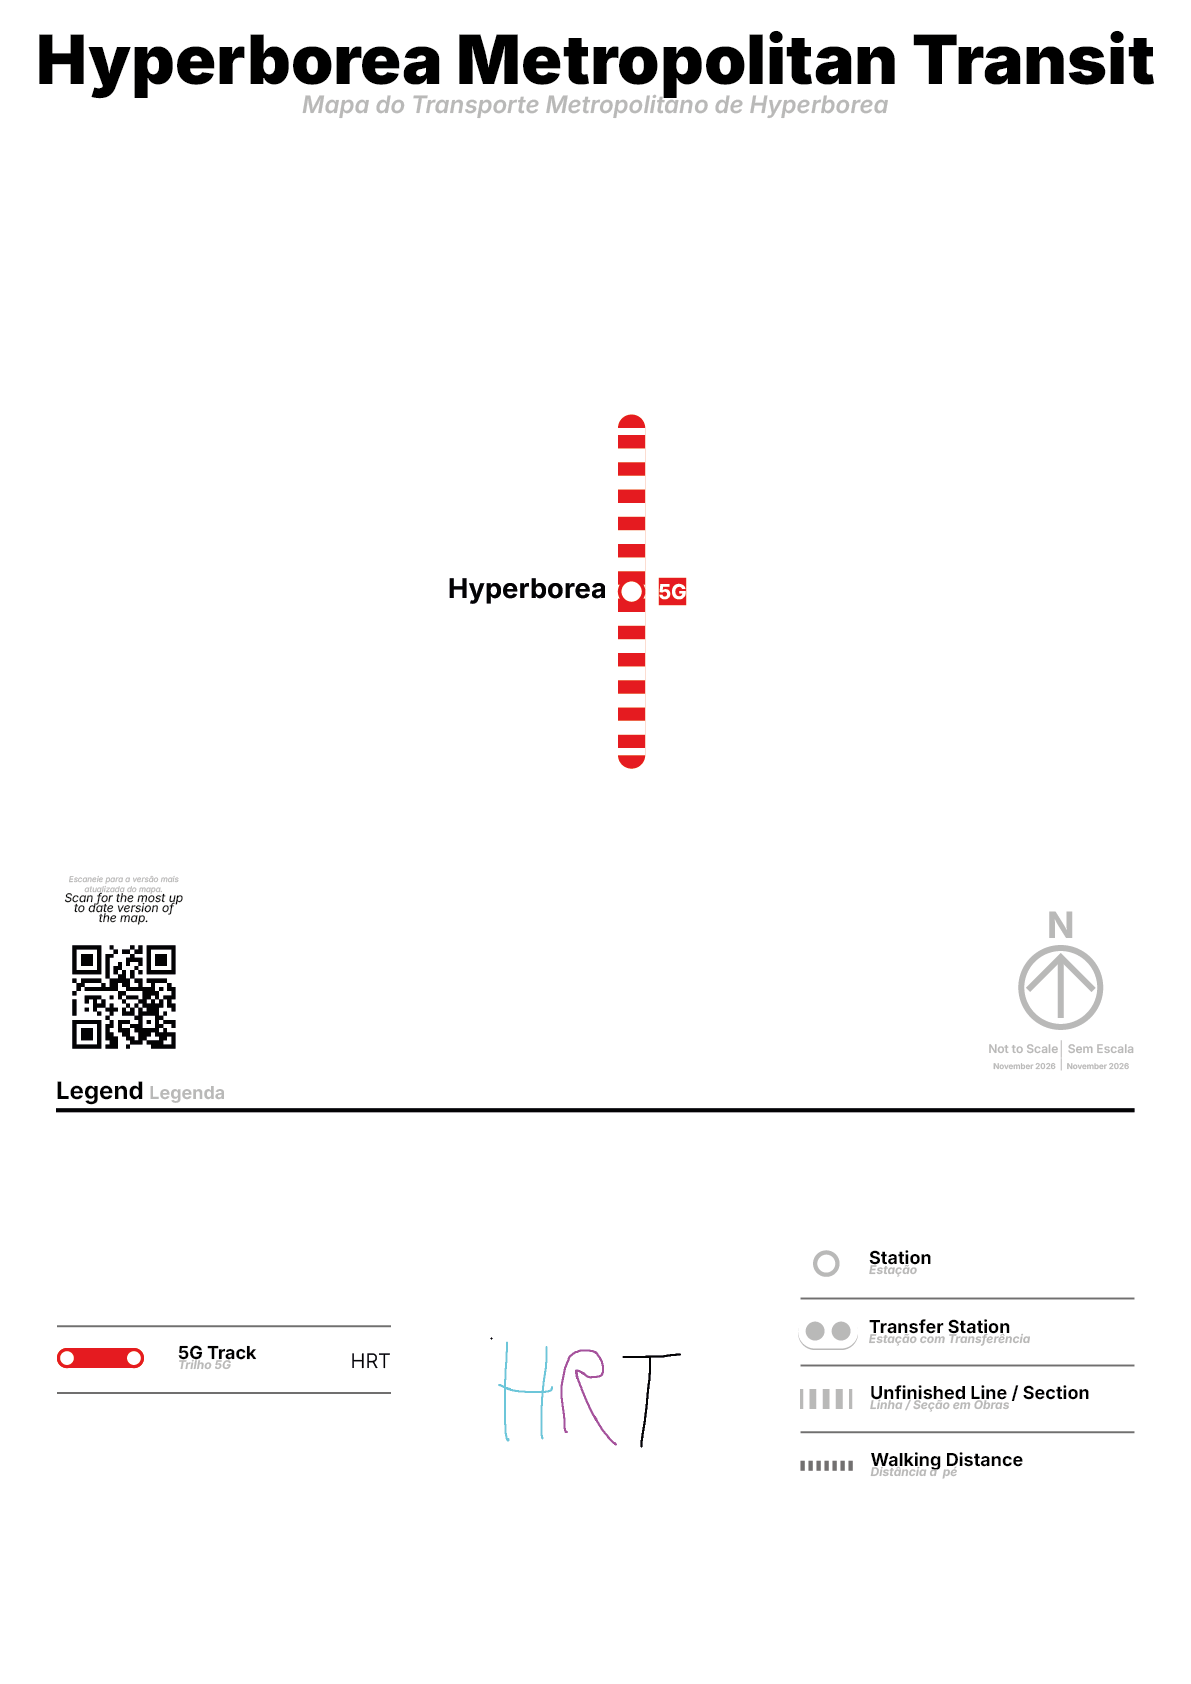 Hyperborea Metropolitan Transit
Mapa do Transporte Metropolitano de Hyperborea
Hyperborea 5G
Escaneie para a versão mais
atualizada do mapa.
Scan for the most up
to date version of
the map.
N
Not to Scale Sem Escala
November 2026 November 2026
Legend Legenda
Station
Estação
Transfer Station
Estação com Transferência
5G Track HRT
Trilho 5G
HRT
Unfinished Line / Section
Linha / Seção em Obras
Walking Distance
Distância a pé